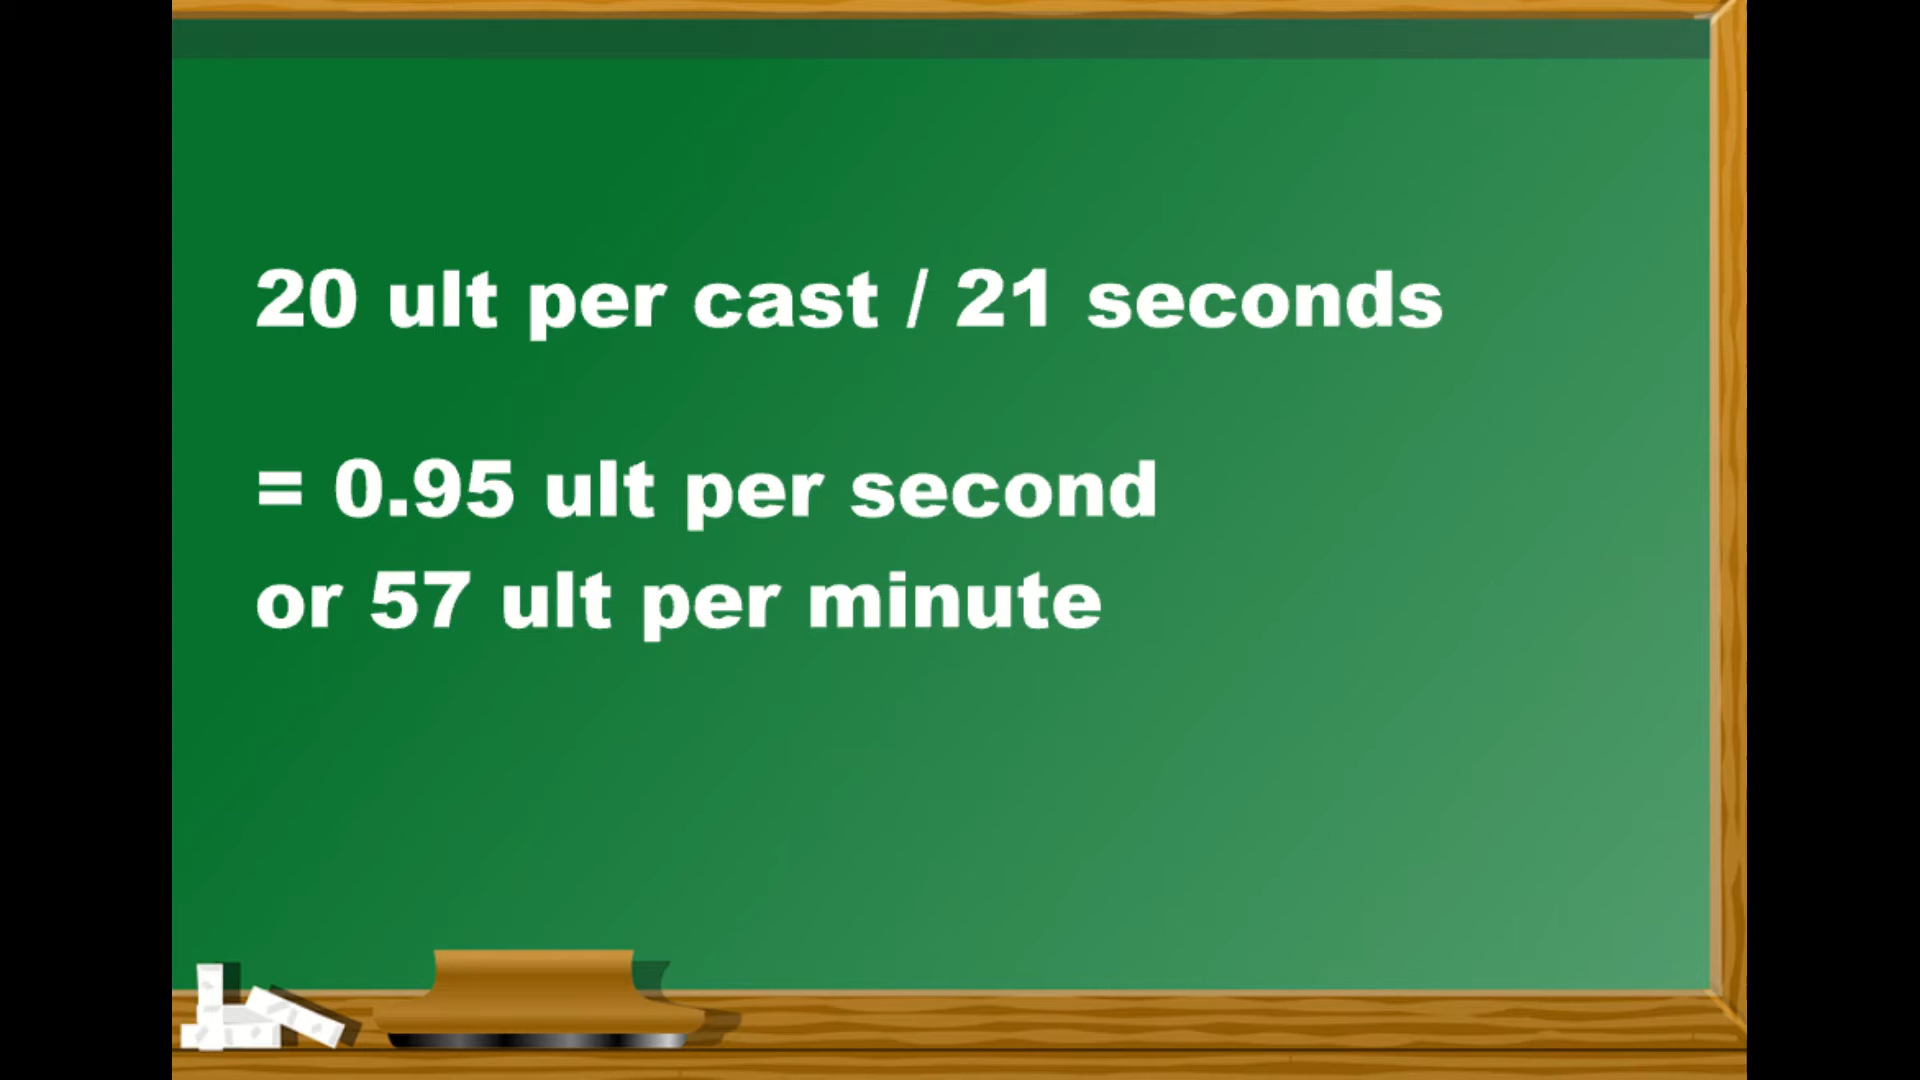 20 ult per cast / 21 seconds
= 0.95 ult per second
or 57 ult per minute